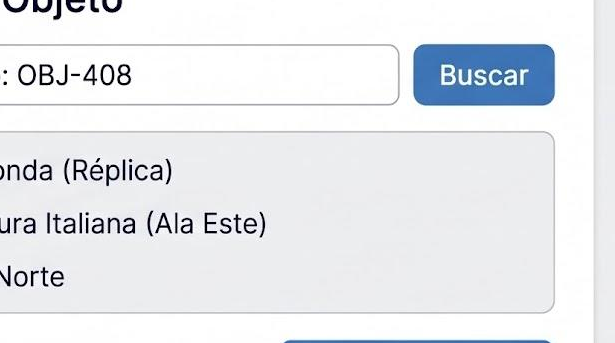 Objeto
: OBJ-408
Buscar
onda (Réplica)
ura Italiana (Ala Este)
Norte